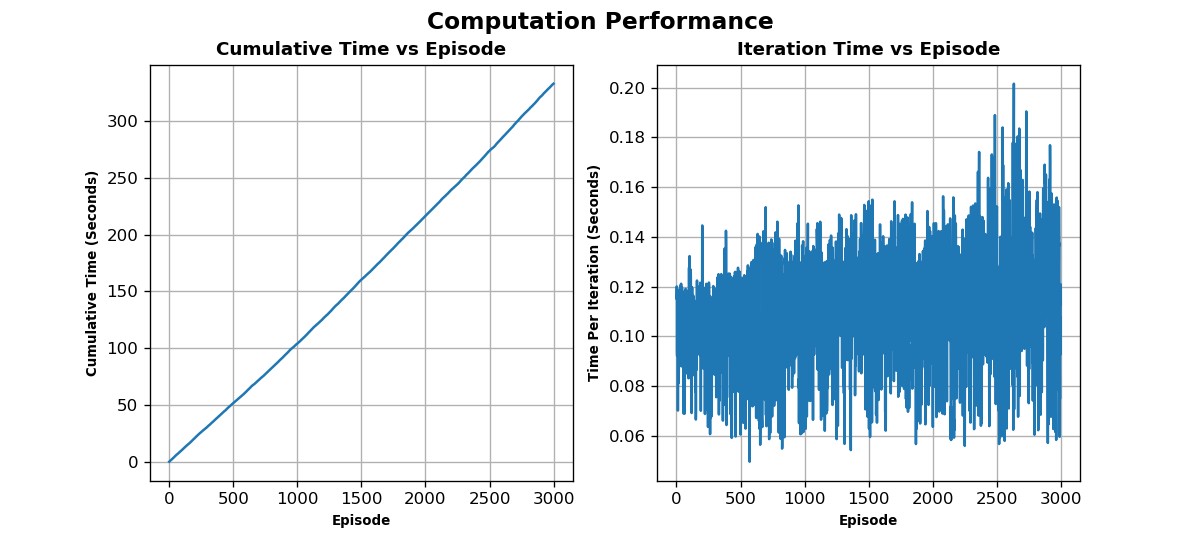 Computation Performance
Cumulative Time vs Episode
Cumulative Time (Seconds)
300
250
200
150
100
50
0
0 500 1000 1500 2000 2500 3000
Episode
Iteration Time vs Episode
Time Per Iteration (Seconds)
0.20
0.18
0.16
0.14
0.12
0.10
0.08
0.06
0 500 1000 1500 2000 2500 3000
Episode